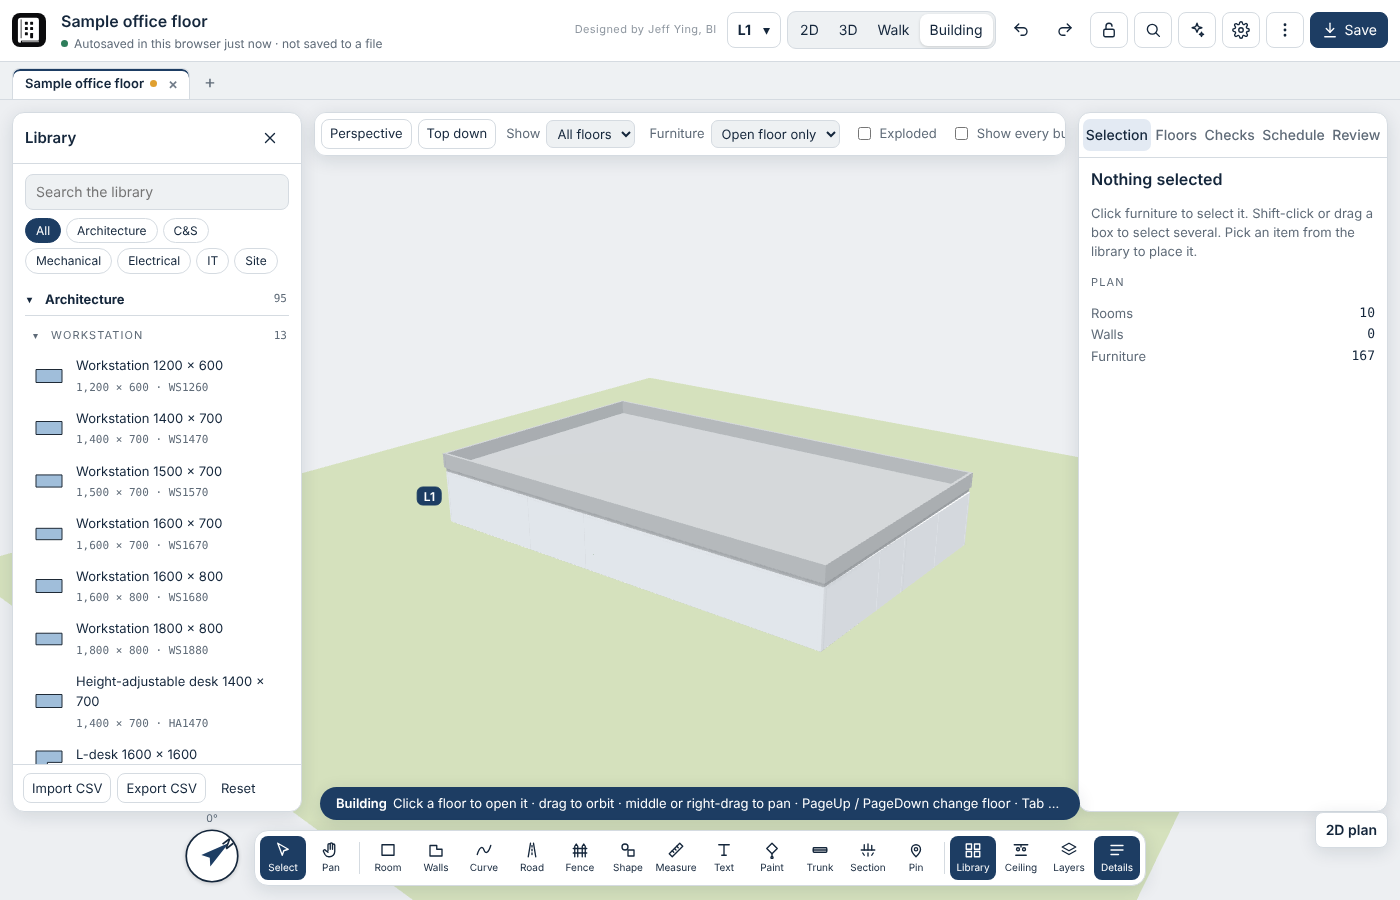 Sample office floor
Autosaved in this browser just now · not saved to a file
Designed by Jeff Ying, BI
L1
2D
3D
Walk
Building
Save
Sample office floor
Library
Search the library
All
Architecture
C&S
Mechanical
Electrical
IT
Site
Architecture
95
WORKSTATION
13
Workstation 1200 × 600
1,200 × 600 · WS1260
Workstation 1400 × 700
1,400 × 700 · WS1470
Workstation 1500 × 700
1,500 × 700 · WS1570
Workstation 1600 × 700
1,600 × 700 · WS1670
Workstation 1600 × 800
1,600 × 800 · WS1680
Workstation 1800 × 800
1,800 × 800 · WS1880
Height-adjustable desk 1400 ×
700
1,400 × 700 · HA1470
L-desk 1600 × 1600
Import CSV
Export CSV
Reset
Perspective
Top down
Show
All floors
Furniture
Open floor only
Exploded
Show every bu
L1
Selection
Floors
Checks
Schedule
Review
Nothing selected
Click furniture to select it. Shift-click or drag a
box to select several. Pick an item from the
library to place it.
PLAN
Rooms
10
Walls
0
Furniture
167
Building Click a floor to open it · drag to orbit · middle or right-drag to pan · PageUp / PageDown change floor · Tab ...
2D plan
0°
Select
Pan
Room
Walls
Curve
Road
Fence
Shape
Measure
Text
Paint
Trunk
Section
Pin
Library
Ceiling
Layers
Details